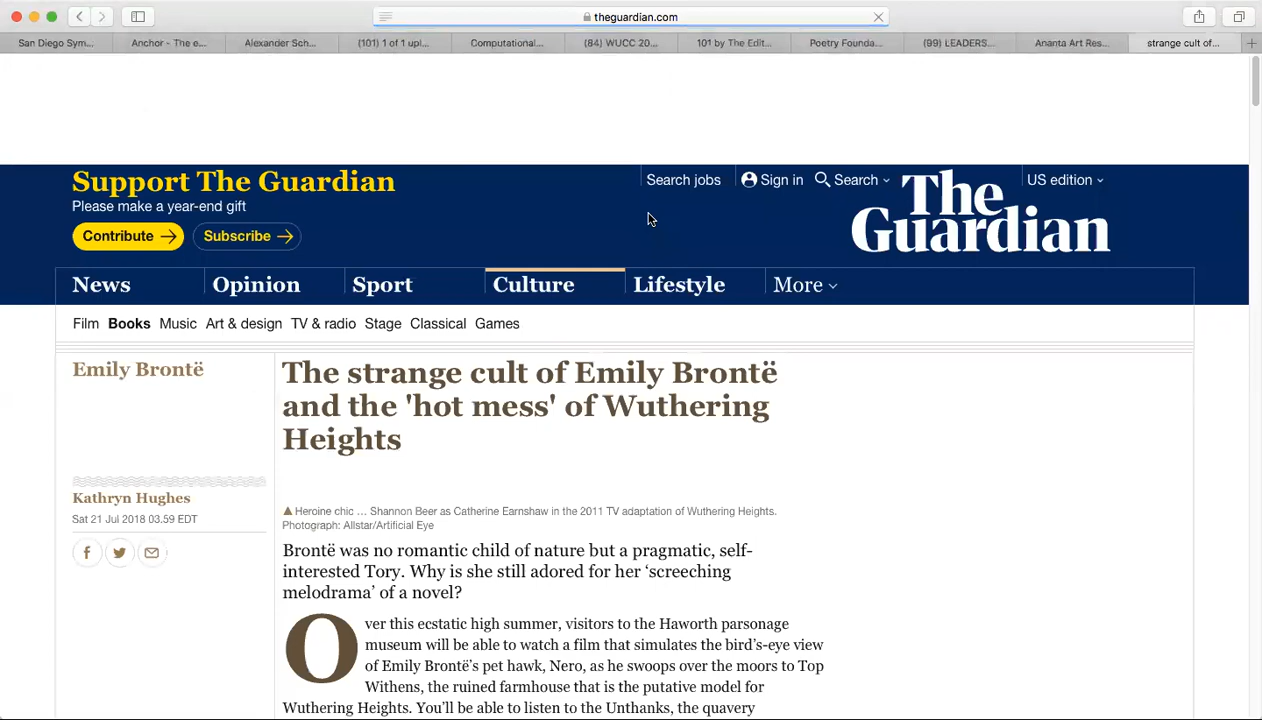 theguardian.com
San Diego Sym... Anchor - The e... Alexander Sch... (101) 1 of 1 upl... Computational... (84) WUCC 20... 101 by The Edit... Poetry Founda... (99) LEADERS... Ananta Art Res... strange cult of...
Support The Guardian
Please make a year-end gift
Contribute → Subscribe →
Search jobs Sign in Search US edition
The
Guardian
News Opinion Sport Culture Lifestyle More
Film Books Music Art & design TV & radio Stage Classical Games
Emily Brontë
The strange cult of Emily Brontë
and the 'hot mess' of Wuthering
Heights
Kathryn Hughes
Sat 21 Jul 2018 03.59 EDT
▲ Heroine chic … Shannon Beer as Catherine Earnshaw in the 2011 TV adaptation of Wuthering Heights.
Photograph: Allstar/Artificial Eye
Brontë was no romantic child of nature but a pragmatic, self-
interested Tory. Why is she still adored for her ‘screeching
melodrama’ of a novel?
Over this ecstatic high summer, visitors to the Haworth parsonage
museum will be able to watch a film that simulates the bird’s-eye view
of Emily Brontë’s pet hawk, Nero, as he swoops over the moors to Top
Withens, the ruined farmhouse that is the putative model for
Wuthering Heights. You’ll be able to listen to the Unthanks, the quavery